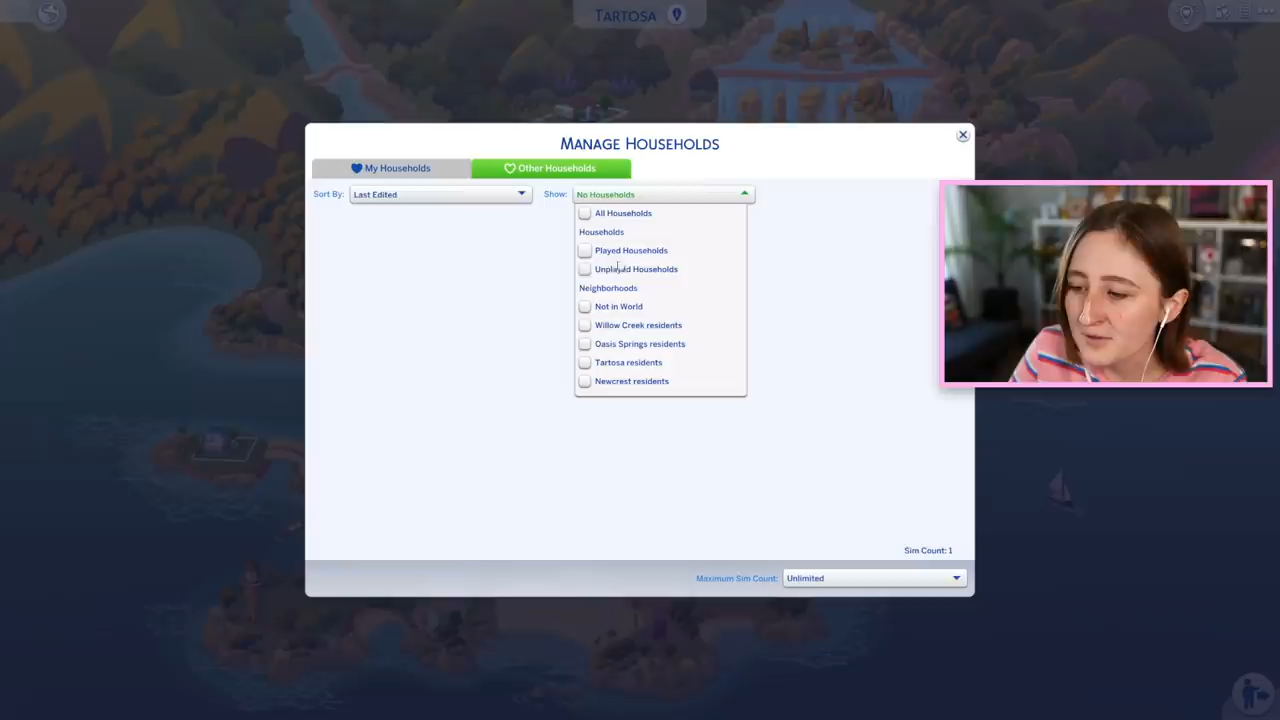 TARTOSA
MANAGE HOUSEHOLDS
My Households
Other Households
Sort By: Last Edited
Show: No Households
All Households
Households
Played Households
Unplayed Households
Neighborhoods
Not in World
Willow Creek residents
Oasis Springs residents
Tartosa residents
Newcrest residents
Sim Count: 1
Maximum Sim Count: Unlimited